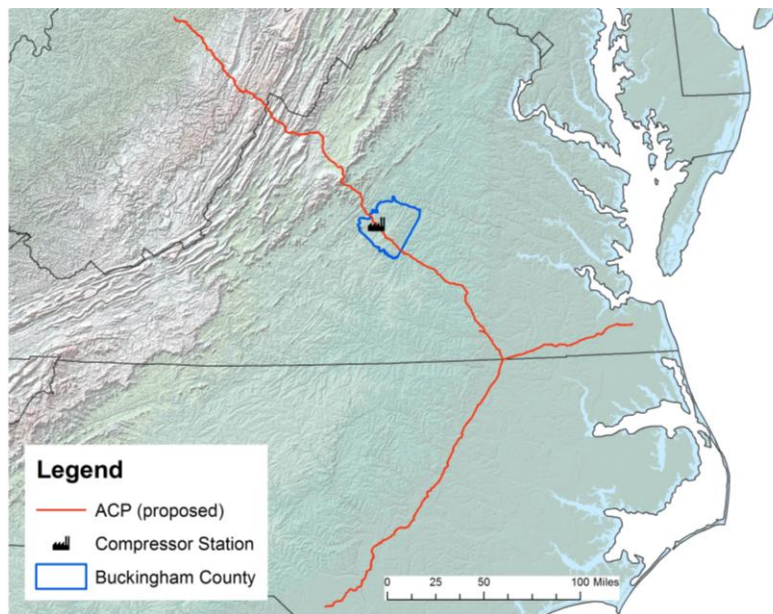 Legend
ACP (proposed)
Compressor Station
Buckingham County
0 25 50 100 Miles